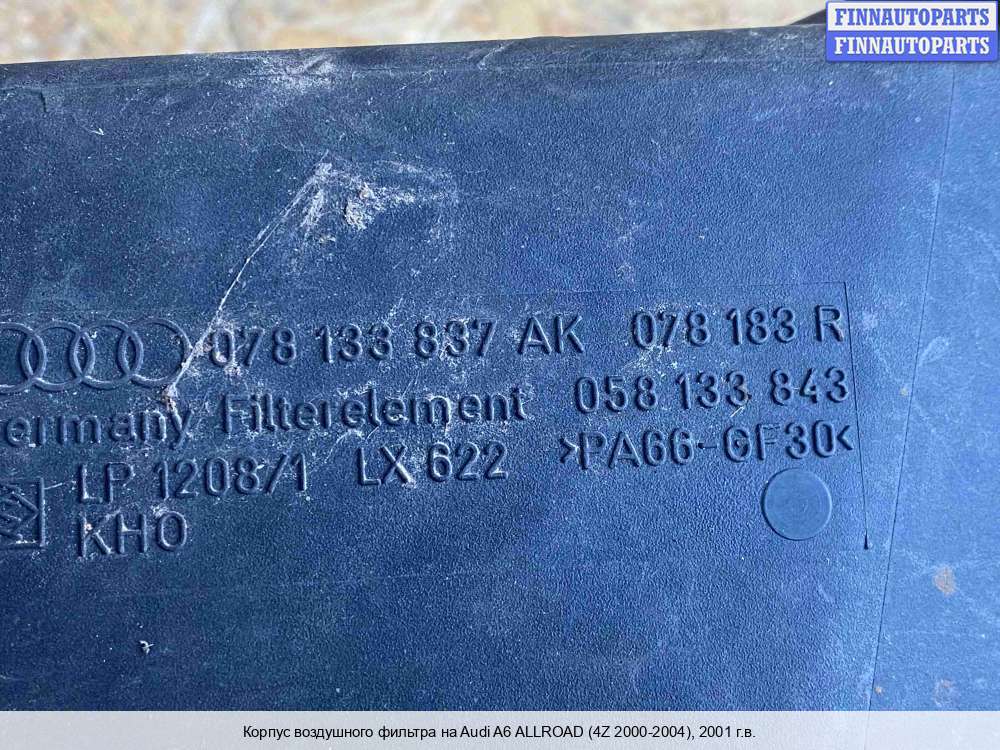 FINNAUTOPARTS
FINNAUTOPARTS
078 133 837 AK 078 183 R
ermany Filterelement 058 133 843
LP 1208/1 LX 622 >PA66-GF30<
KHO
Корпус воздушного фильтра на Audi A6 ALLROAD (4Z 2000-2004), 2001 г.в.